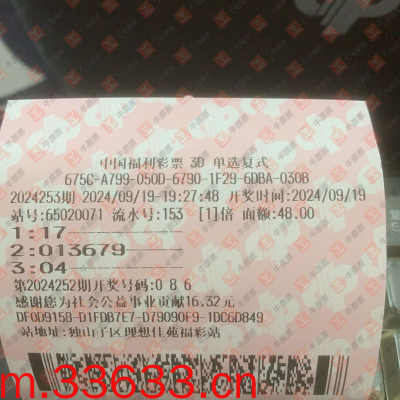 中国福利彩票 3D 单选复式
675C-A799-050D-6790-1F29-6DBA-030B
2024253期 2024/09/19-19:27:48 开奖时间:2024/09/19
站号:65020071 流水号:153 [1]倍 面额:48.00
1:17
2:013679
3:04
第2024252期开奖号码:0 8 6
感谢您为社会公益事业贡献16.32元
DF0D9158-D1FDB7E7-D79090F9-1DC6D849
站地址:独山子区理想佳苑福彩站
m.33633.cn